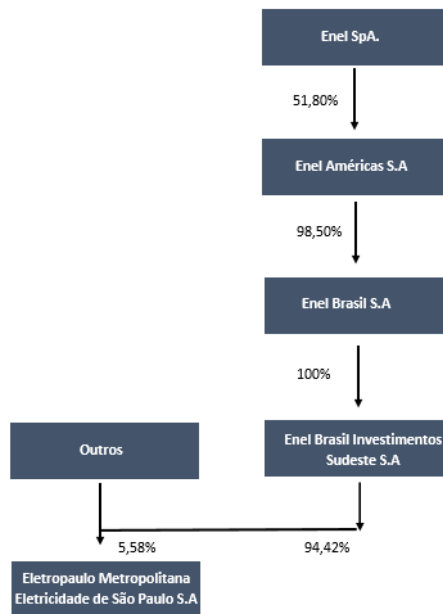 Enel SpA.
51,80%
Enel Américas S.A
98,50%
Enel Brasil S.A
100%
Outros
Enel Brasil Investimentos
Sudeste S.A
5,58%
94,42%
Eletropaulo Metropolitana
Eletricidade de São Paulo S.A